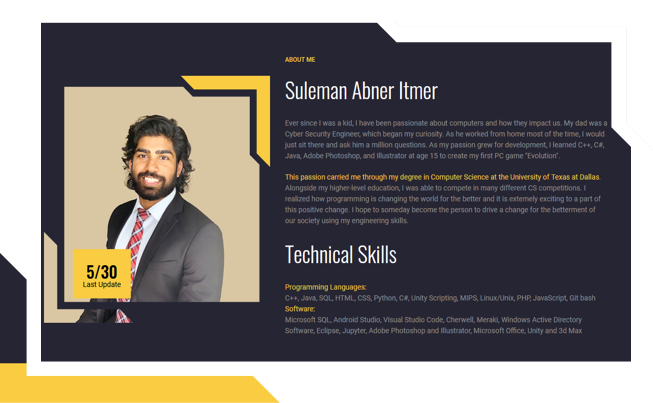 ABOUT ME
Suleman Abner Itmer
Ever since I was a kid, I have been passionate about computers and how they impact us. My dad was a
Cyber Security Engineer, which began my curiosity. As he worked from home most of the time, I would
just sit there and ask him a million questions. As my passion grew for development, I learned C++, C#,
Java, Adobe Photoshop, and Illustrator at age 15 to create my first PC game "Evolution".
This passion carried me through my degree in Computer Science at the University of Texas at Dallas.
Alongside my higher-level education, I was able to compete in many different CS competitions. I
realized how programming is changing the world for the better and it is extemely exciting to a part of
this positive change. I hope to someday become the person to drive a change for the betterment of
our society using my engineering skills.
5/30
Last Update
Technical Skills
Programming Languages:
C++, Java, SQL, HTML, CSS, Python, C#, Unity Scripting, MIPS, Linux/Unix, PHP, JavaScript, Git bash
Software:
Microsoft SQL, Android Studio, Visual Studio Code, Cherwell, Meraki, Windows Active Directory
Software, Eclipse, Jupyter, Adobe Photoshop and Illustrator, Microsoft Office, Unity and 3d Max